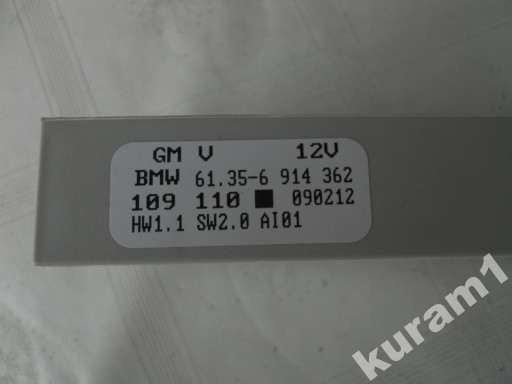 GM V 12V
BMW 61.35-6 914 362
109 110 ■ 090212
HW1.1 SW2.0 AI01
kuram1